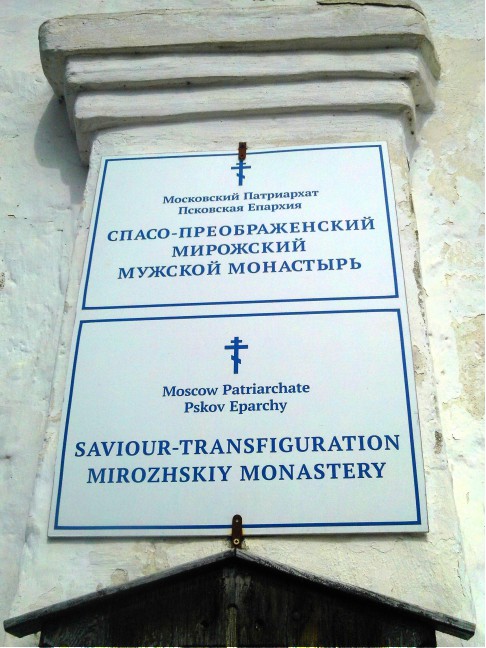 Московский Патриархат
Псковская Епархия
СПАСО-ПРЕОБРАЖЕНСКИЙ
МИРОЖСКИЙ
МУЖСКОЙ МОНАСТЫРЬ
Moscow Patriarchate
Pskov Eparchy
SAVIOUR-TRANSFIGURATION
MIROZHSKIY MONASTERY